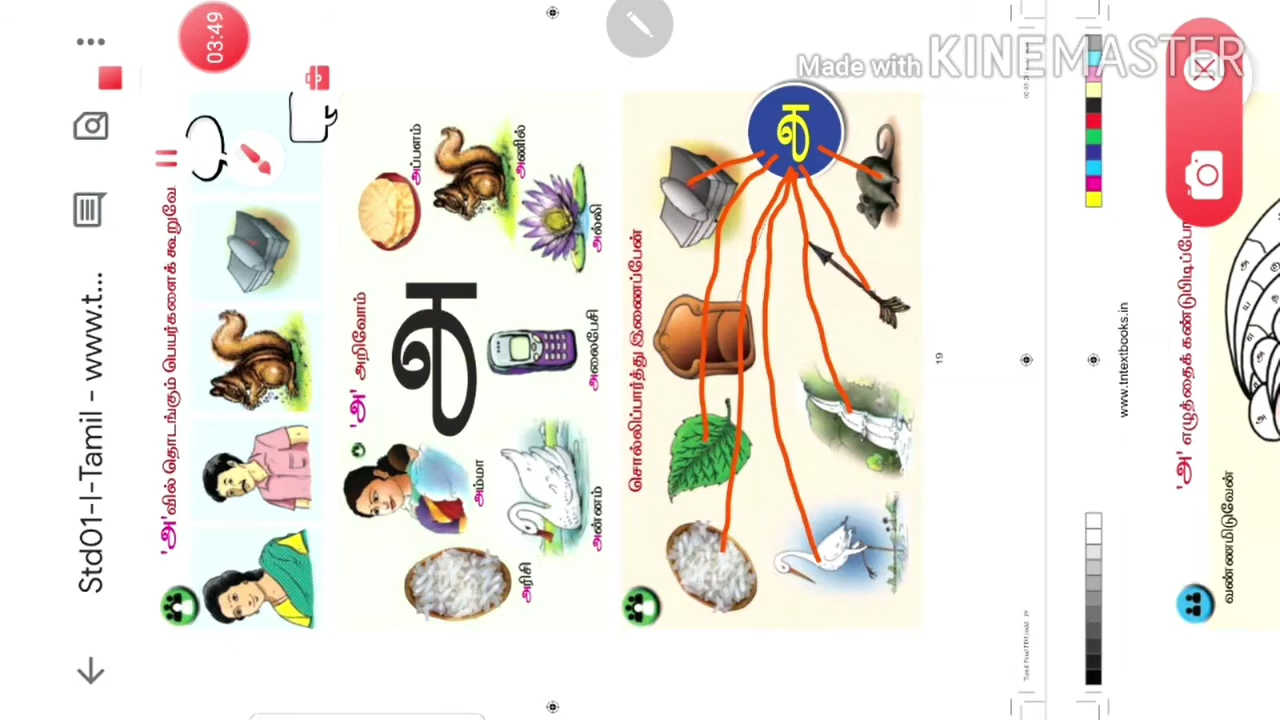 Made with KINEMASTER
03:49
Std01-I-Tamil - www.t...
'அ'வில் தொடங்கும் பெயர்களைக் கூறுவே
'அ' அறிவோம்
அ
அம்மா
அப்பளம்
அரிசி
அணில்
அன்னம்
அலைபேசி
அல்லி
சொல்லிப்பார்த்து இணைப்பேன்
அ
19
www.tntextbooks.in
'அ' எழுத்தைக் கண்டுபிடிப்போ
வண்ணமிடுவேன்